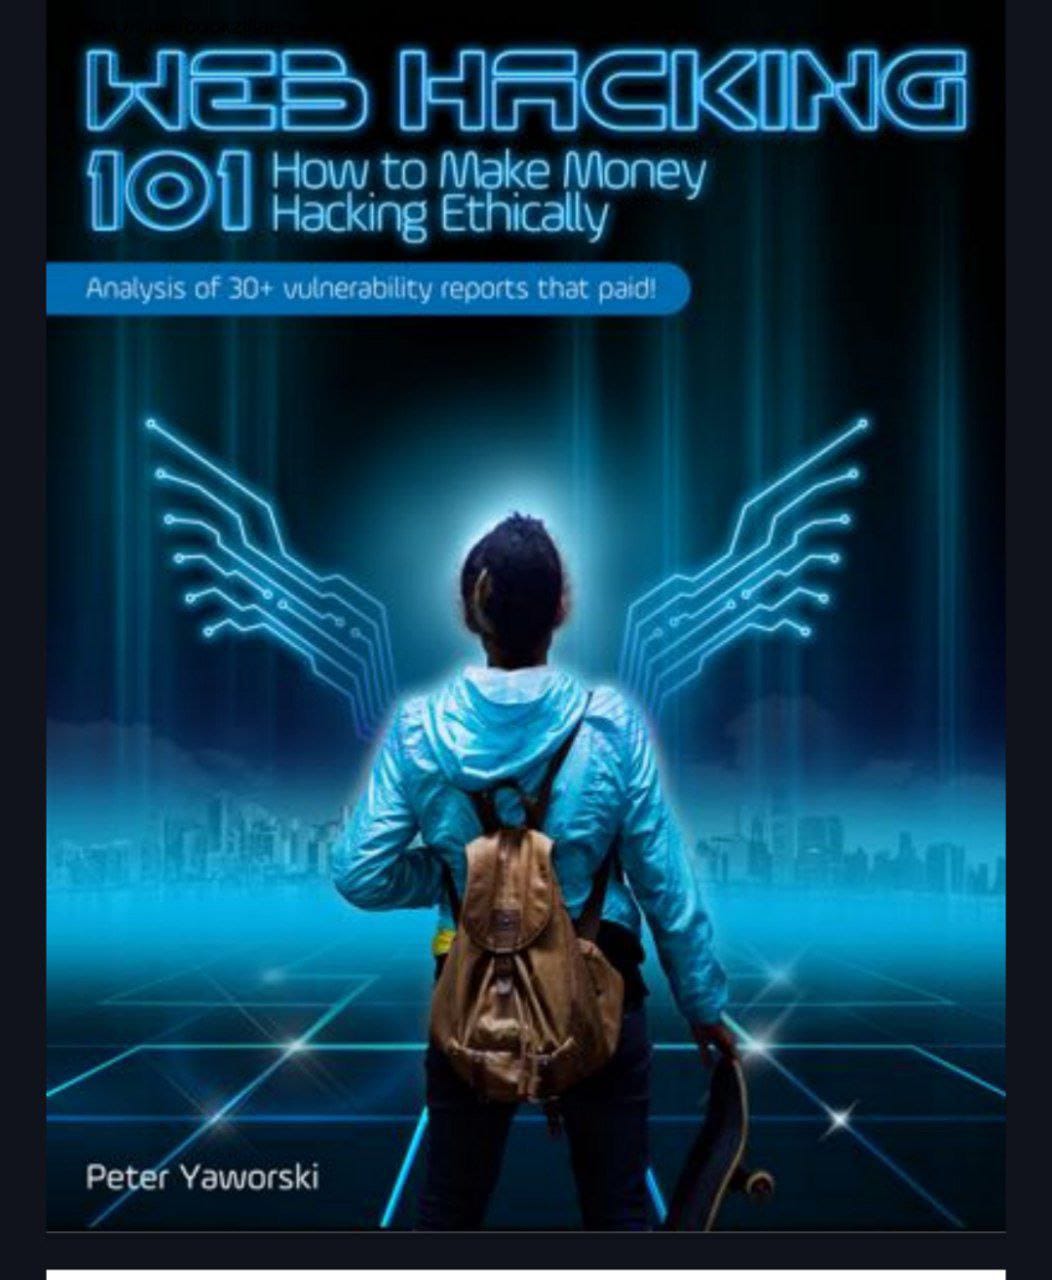 WEB HACKING
101 How to Make Money
Hacking Ethically
Analysis of 30+ vulnerability reports that paid!
Peter Yaworski